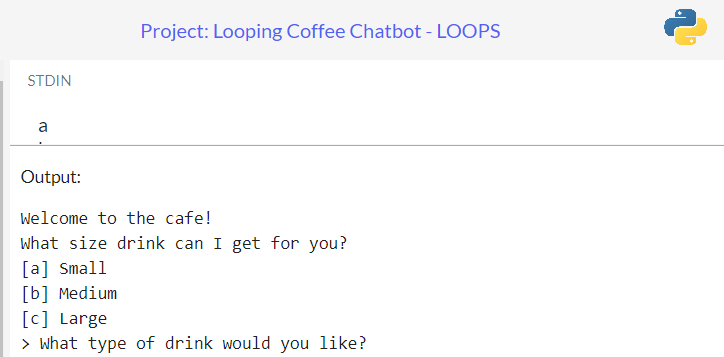 Project: Looping Coffee Chatbot - LOOPS
STDIN
a
Output:
Welcome to the cafe!
What size drink can I get for you?
[a] Small
[b] Medium
[c] Large
> What type of drink would you like?